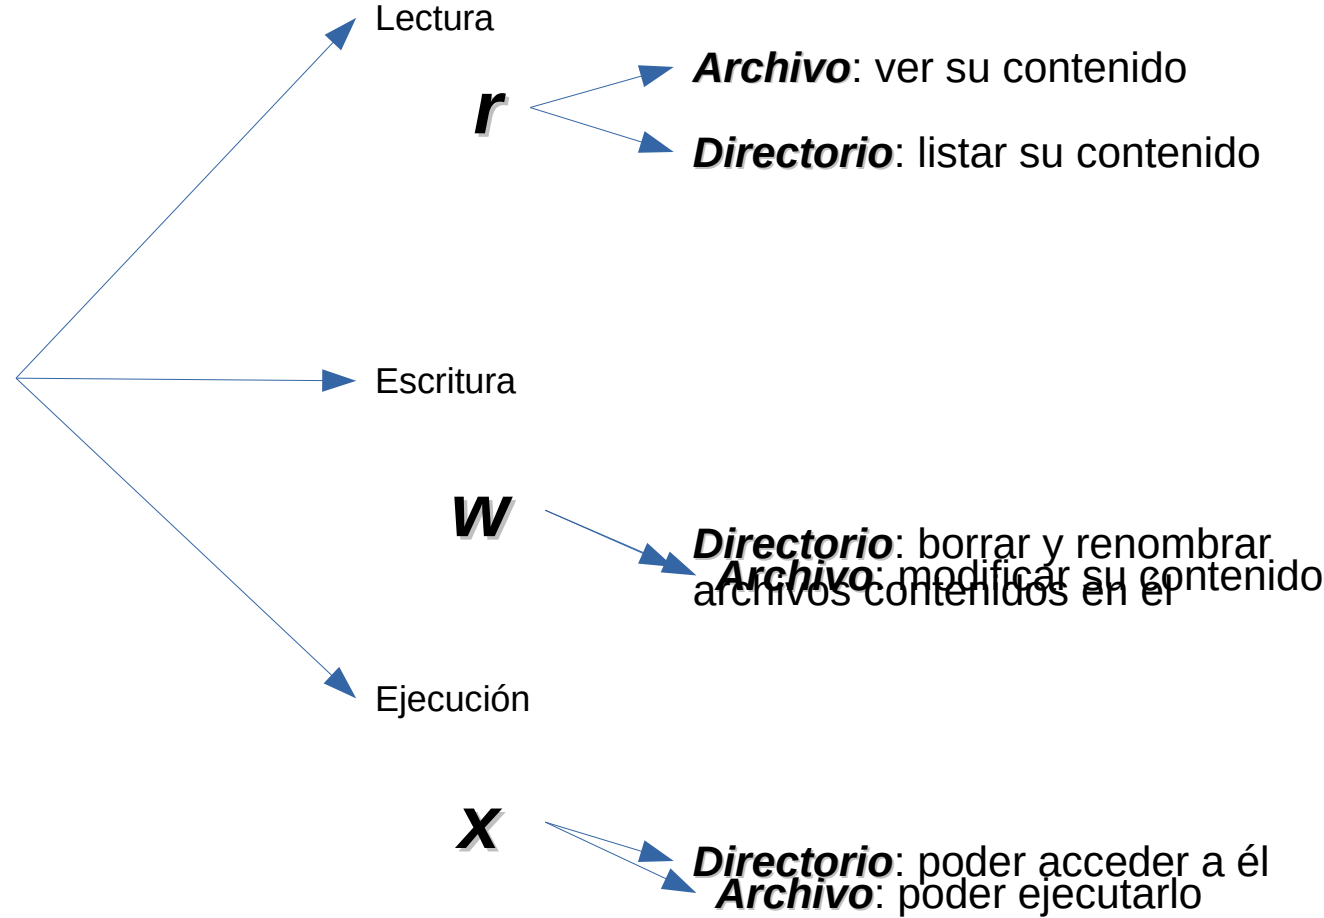 Lectura
r
Archivo: ver su contenido
Directorio: listar su contenido
Escritura
w
Directorio: borrar y renombrar
archivos contenidos en él
Archivo: modificar su contenido
Ejecución
x
Directorio: poder acceder a él
Archivo: poder ejecutarlo